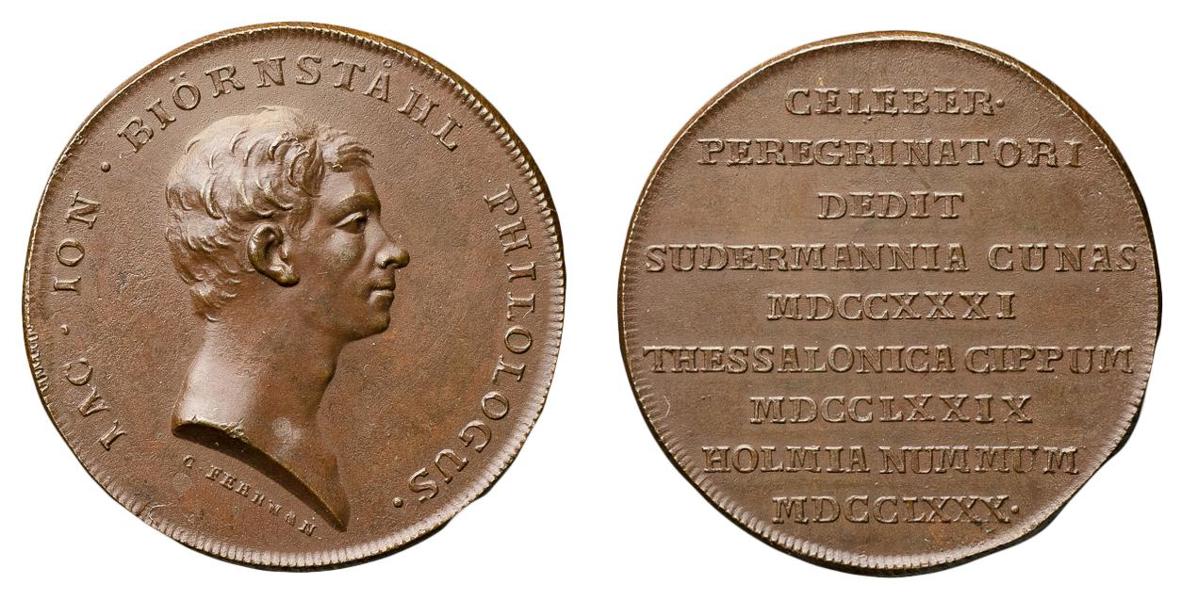 IAC · ION · BIÖRNSTÅHL PHILOLOGUS ·
C FEHRMAN
CELEBER·
PEREGRINATORI
DEDIT
SUDERMANNIA CUNAS
MDCCXXXI
THESSALONICA CIPPUM
MDCCLXXIX
HOLMIA NUMMUM
MDCCLXXX·